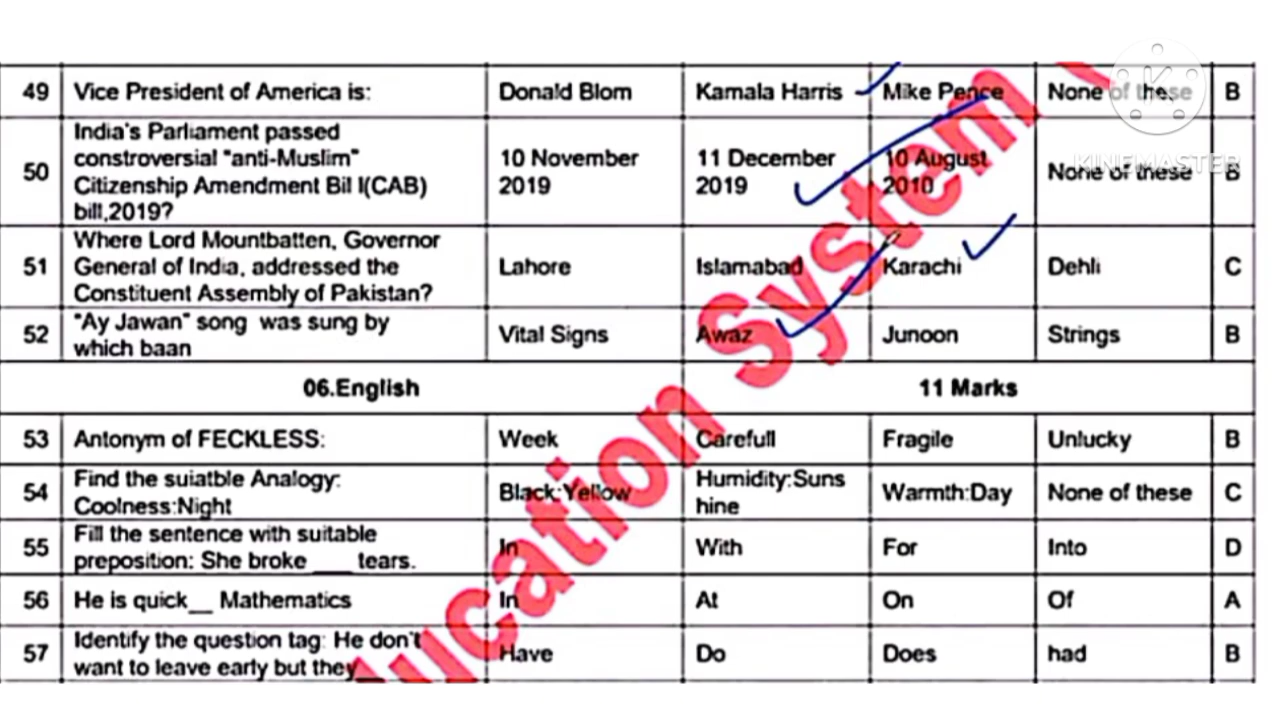 49 Vice President of America is: Donald Blom Kamala Harris Mike Pence None of these B
India's Parliament passed
constroversial "anti-Muslim"
50 Citizenship Amendment Bil l(CAB) 10 November 11 December 10 August None of these B
bill,2019? 2019 2019 2010
Where Lord Mountbatten, Governor
51 General of India, addressed the Lahore Islamabad Karachi Dehli C
Constituent Assembly of Pakistan?
52 "Ay Jawan" song was sung by Vital Signs Awaz Junoon Strings B
which baan
06.English 11 Marks
53 Antonym of FECKLESS: Week Carefull Fragile Unlucky B
54 Find the suiatble Analogy: Black:Yellow Humidity:Suns Warmth:Day None of these C
Coolness:Night hine
55 Fill the sentence with suitable In With For Into D
preposition: She broke ___ tears.
56 He is quick__ Mathematics In At On Of A
57 Identify the question tag: He don't Have Do Does had B
want to leave early but they__
ucation System
KINEMASTER